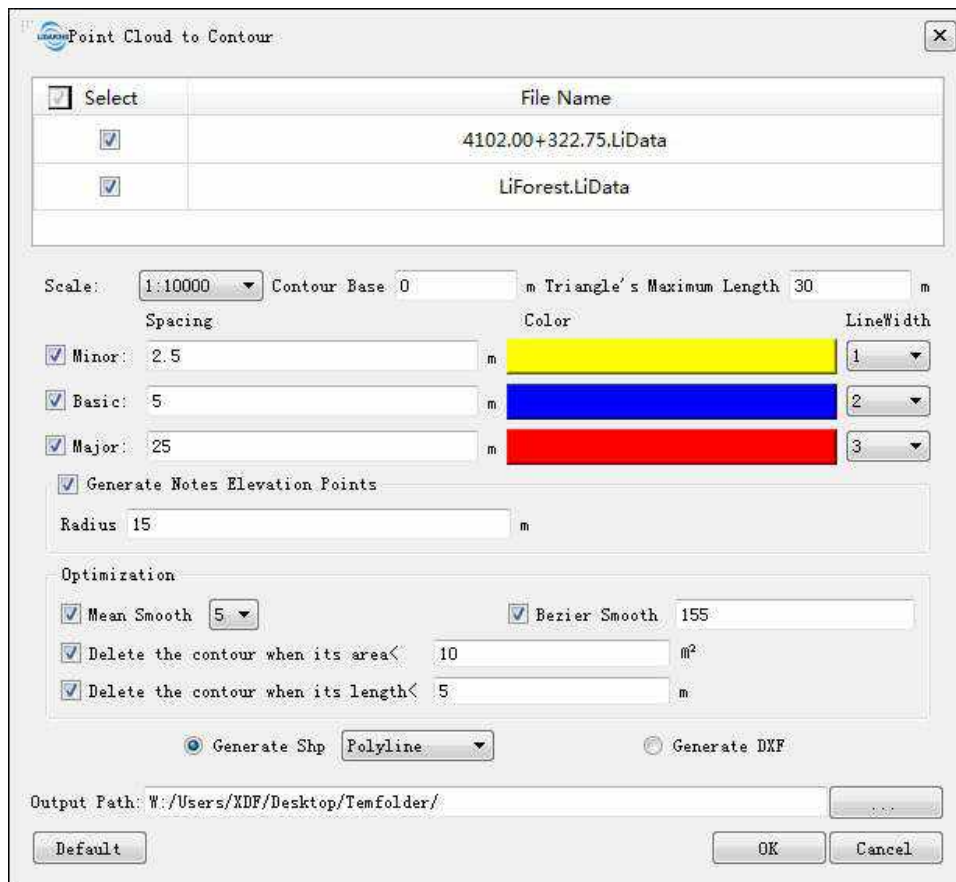 Point Cloud to Contour
Select File Name
4102.00+322.75.LiData
LiForest.LiData
Scale: 1:10000 Contour Base 0 m Triangle's Maximum Length 30 m
Spacing Color LineWidth
Minor: 2.5 m 1
Basic: 5 m 2
Major: 25 m 3
Generate Notes Elevation Points
Radius 15 m
Optimization
Mean Smooth 5 Bezier Smooth 155
Delete the contour when its area< 10 m²
Delete the contour when its length< 5 m
Generate Shp Polyline Generate DXF
Output Path: W:/Users/XDF/Desktop/Temfolder/ ...
Default OK Cancel